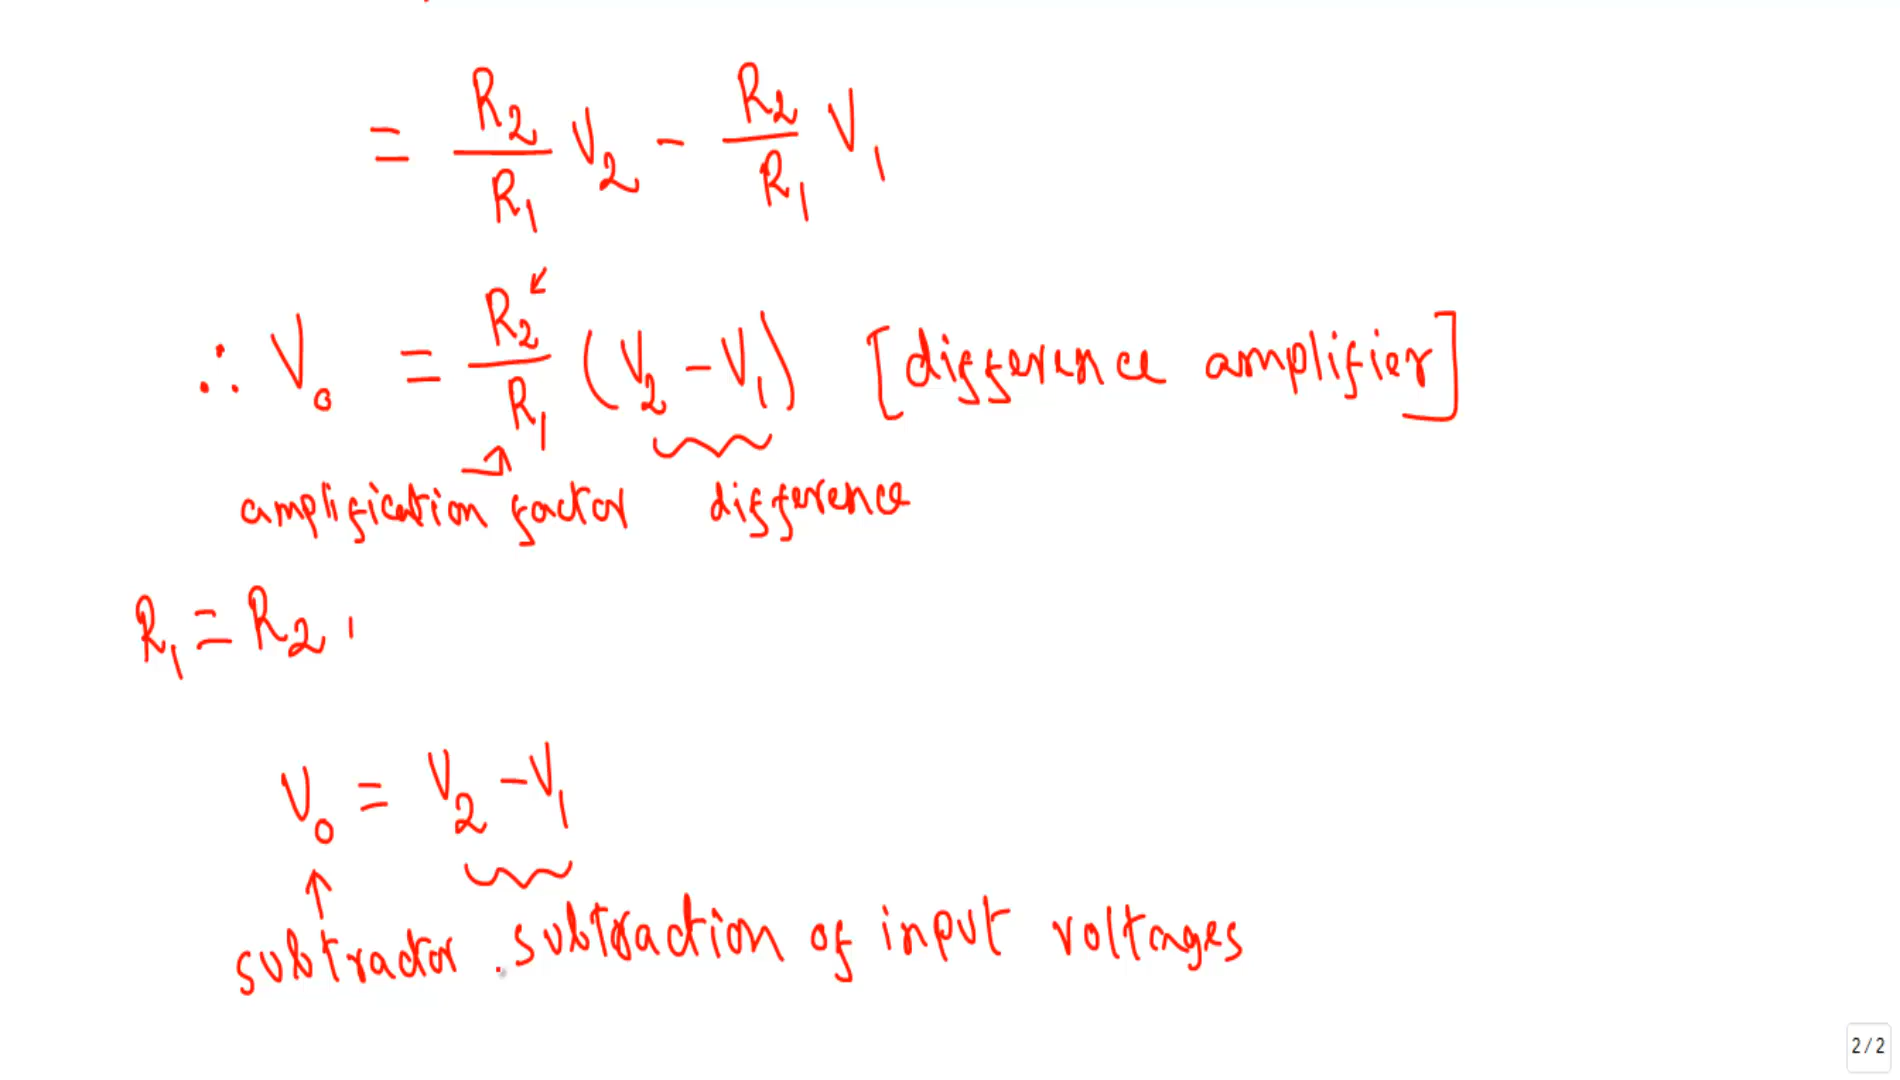 = R₂/R₁ V₂ - R₂/R₁ V₁
∴ V₀ = R₂/R₁ (V₂ - V₁) [difference amplifier]
amplification factor difference
R₁ = R₂ ,
V₀ = V₂ - V₁
subtractor . subtraction of input voltages
2/2